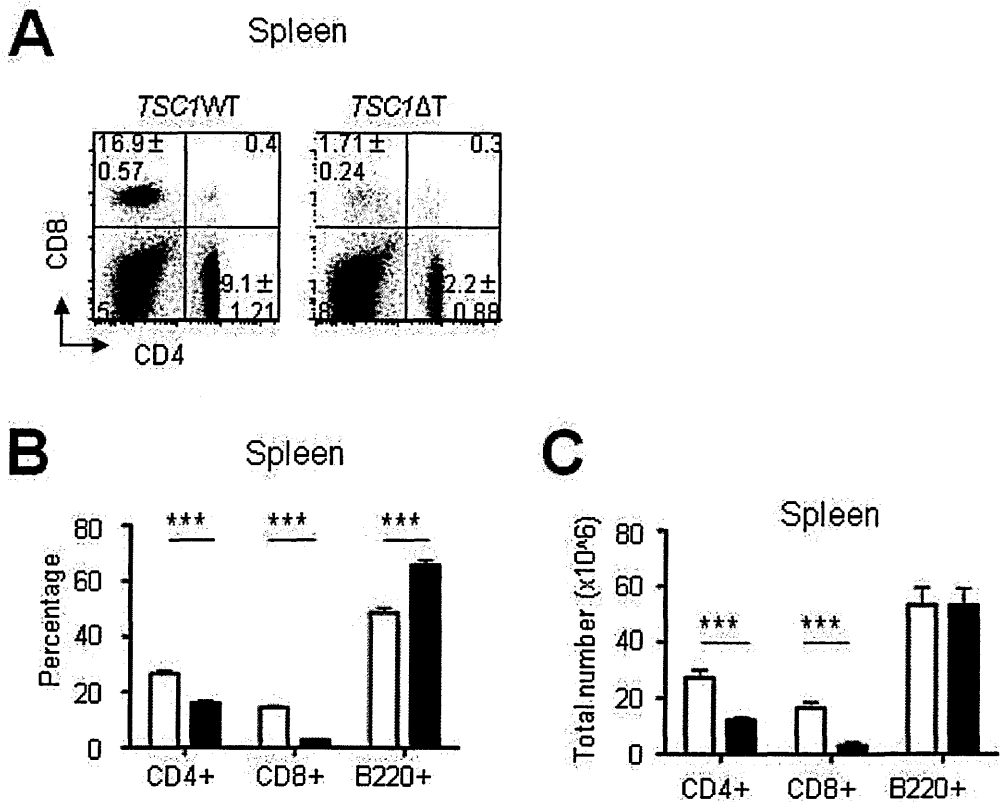 A
Spleen
TSC1WT
TSC1ΔT
16.9 ±
0.57
0.4
1.71 ±
0.24
0.3
CD8
9.1 ±
1.21
5
2.2 ±
0.88
8
CD4
B
Spleen
Percentage
80
60
40
20
0
***
***
***
CD4+
CD8+
B220+
C
Spleen
Total number (x10^6)
80
60
40
20
0
***
***
CD4+
CD8+
B220+